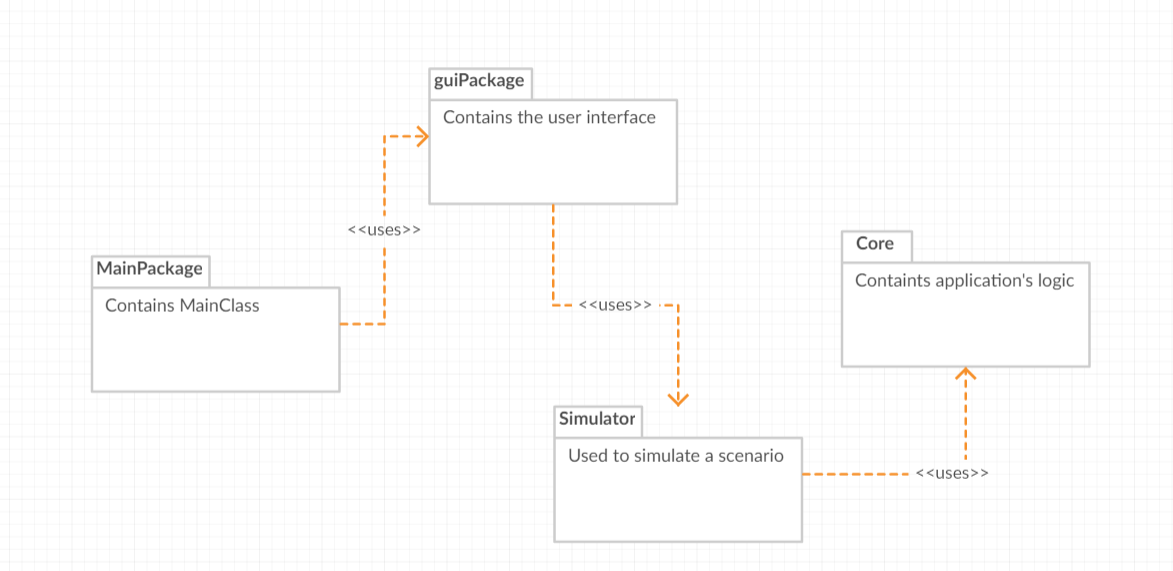 guiPackage
Contains the user interface
<<uses>>
Core
Containts application's logic
MainPackage
Contains MainClass
<<uses>>
Simulator
Used to simulate a scenario
<<uses>>